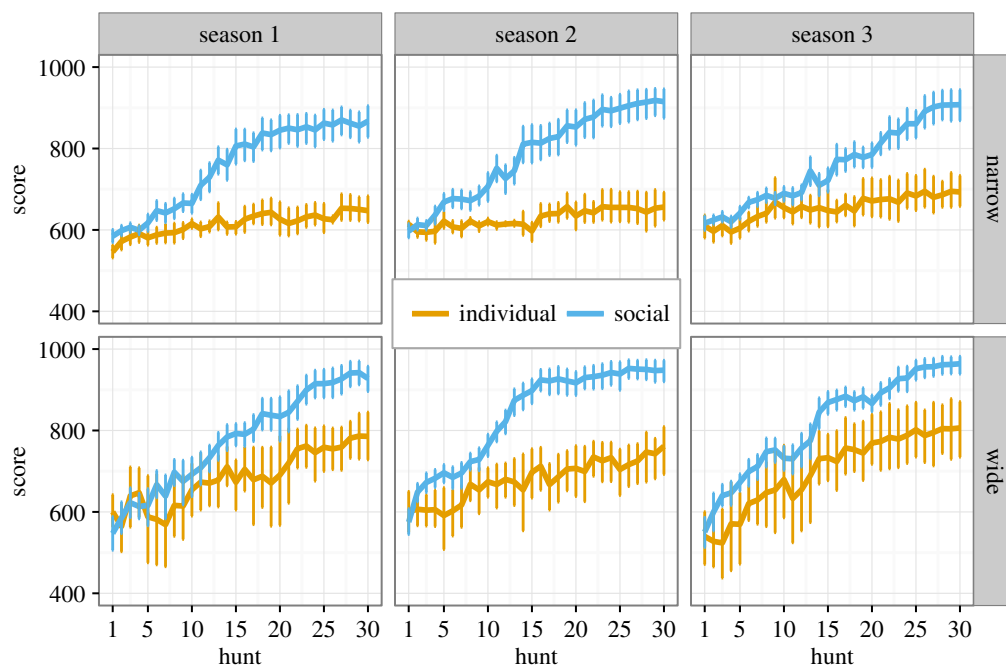 season 1 season 2 season 3
1000
800
600
400
score
narrow
individual social
1000
800
600
400
score
wide
1 5 10 15 20 25 30 1 5 10 15 20 25 30 1 5 10 15 20 25 30
hunt hunt hunt